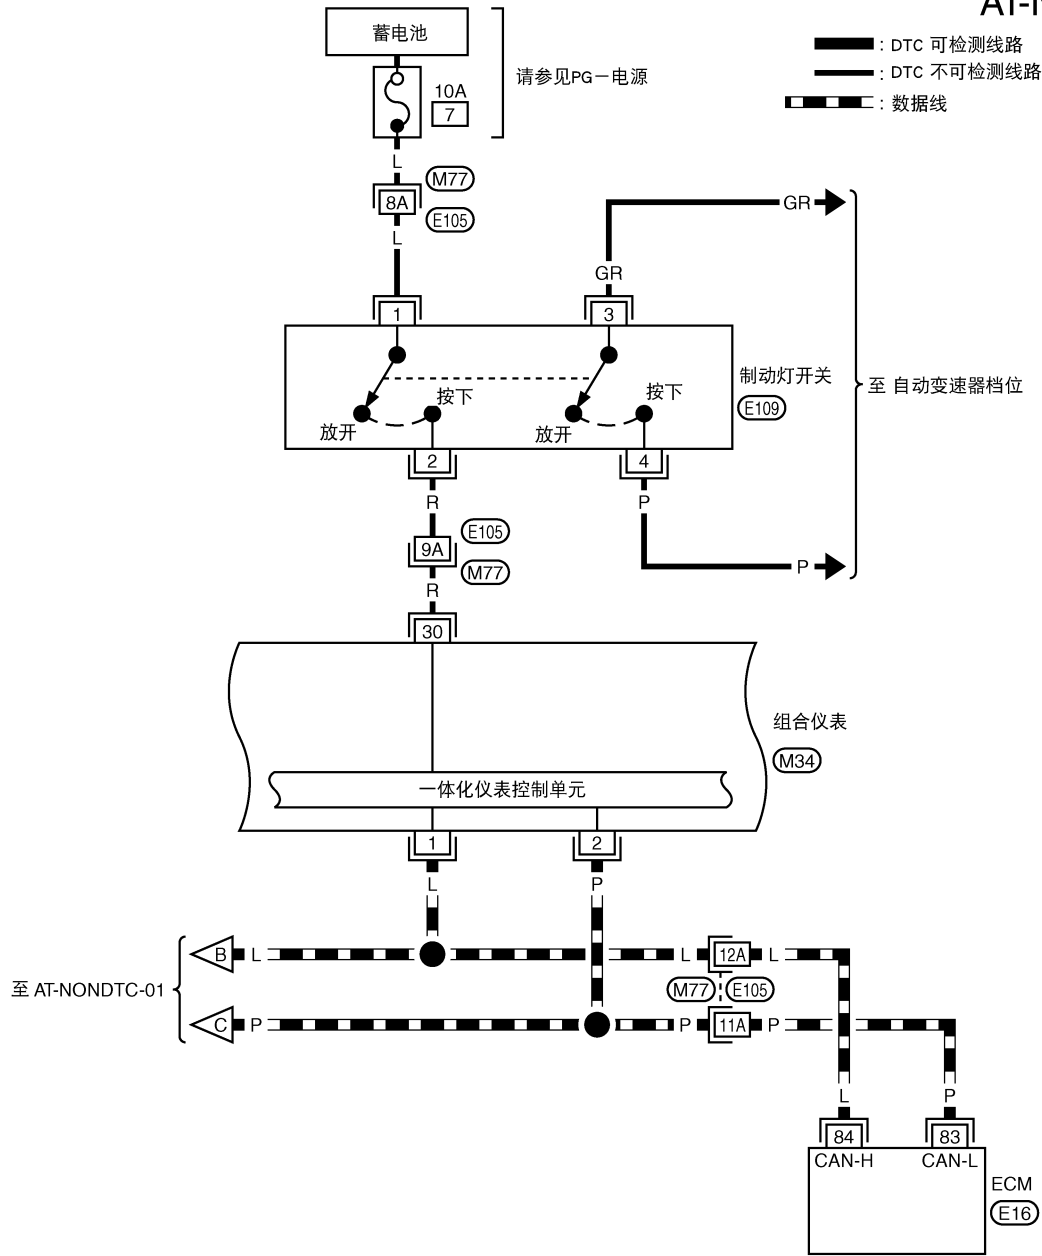 AT-N
蓄电池
: DTC 可检测线路
: DTC 不可检测线路
: 数据线
请参见PG－电源
10A
7
L
M77
8A
E105
L
GR
GR
1
3
制动灯开关
E109
至 自动变速器档位
按下
按下
放开
放开
2
4
R
P
E105
9A
M77
P
R
30
组合仪表
M34
一体化仪表控制单元
1
2
L
P
B
L
L
12A
L
至 AT-NONDTC-01
M77
E105
C
P
P
11A
P
L
P
84
83
CAN-H
CAN-L
ECM
E16